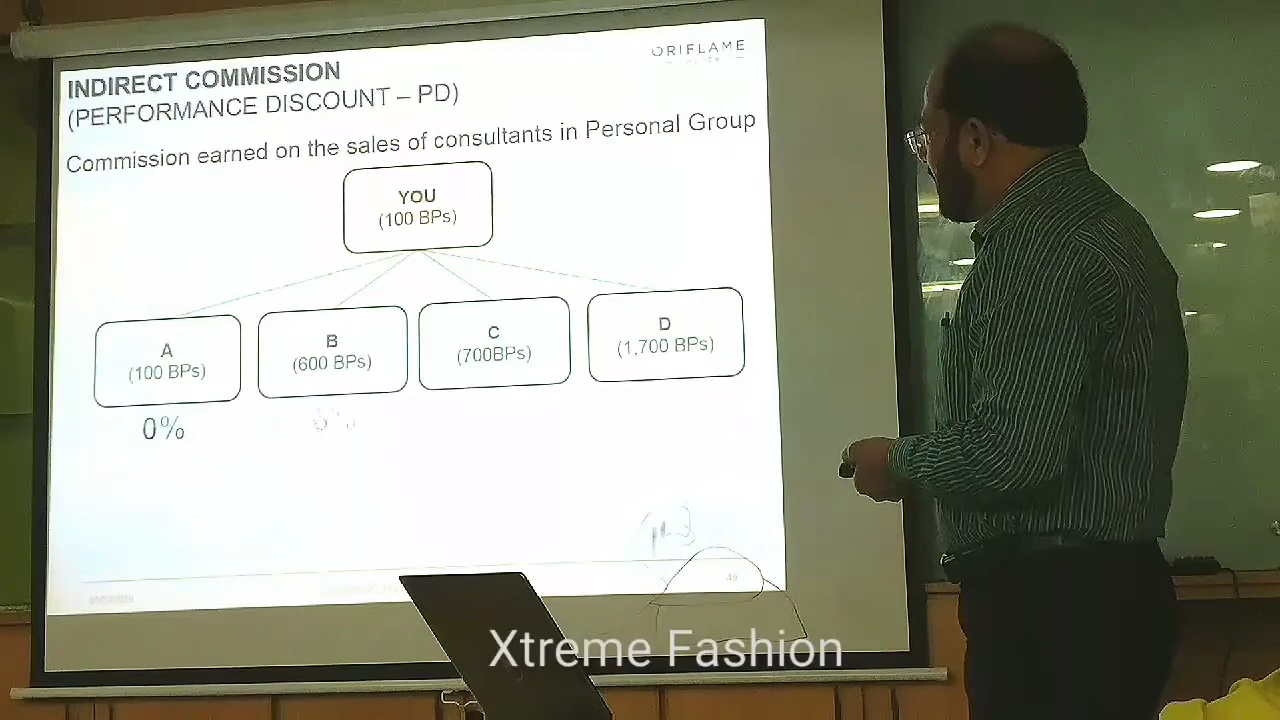 INDIRECT COMMISSION
ORIFLAME
(PERFORMANCE DISCOUNT – PD)
Commission earned on the sales of consultants in Personal Group
YOU
(100 BPs)
A
(100 BPs)
B
(600 BPs)
C
(700BPs)
D
(1,700 BPs)
0%
49
Xtreme Fashion